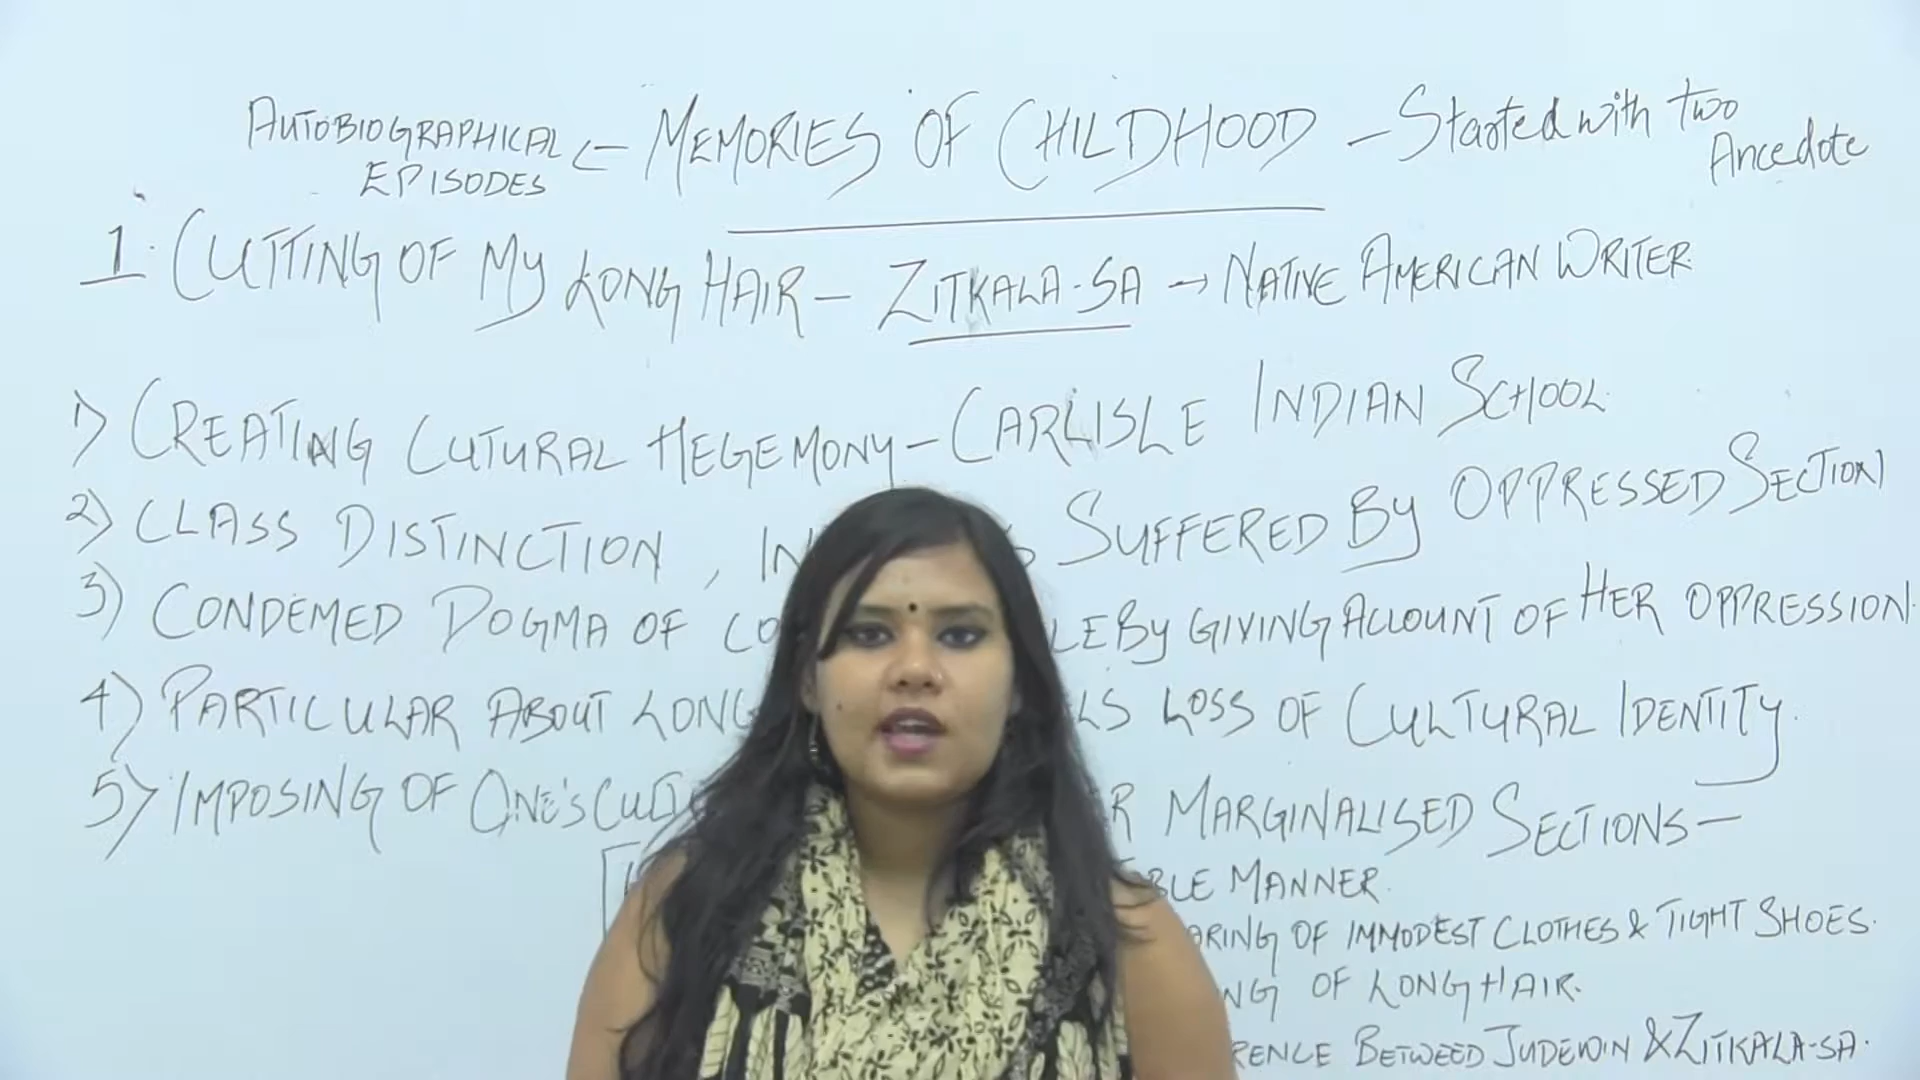 AUTOBIOGRAPHICAL EPISODES ← MEMORIES OF CHILDHOOD - Started with two Ancedote
1. CUTTING OF MY LONG HAIR - ZITKALA-SA → NATIVE AMERICAN WRITER
1) CREATING CUTURAL HEGEMONY - CARLISLE INDIAN SCHOOL
2) CLASS DISTINCTION, SUFFERED BY OPPRESSED SECTION
3) CONDEMED DOGMA OF BY GIVING ACCOUNT OF HER OPPRESSION.
4) PARTICULAR ABOUT LOSS OF CULTURAL IDENTITY.
5) IMPOSING OF ONE'S MARGINALISED SECTIONS -
MANNER.
OF IMMODEST CLOTHES & TIGHT SHOES.
OF LONG HAIR.
BETWEED JUDEWIN & ZITKALA-SA.